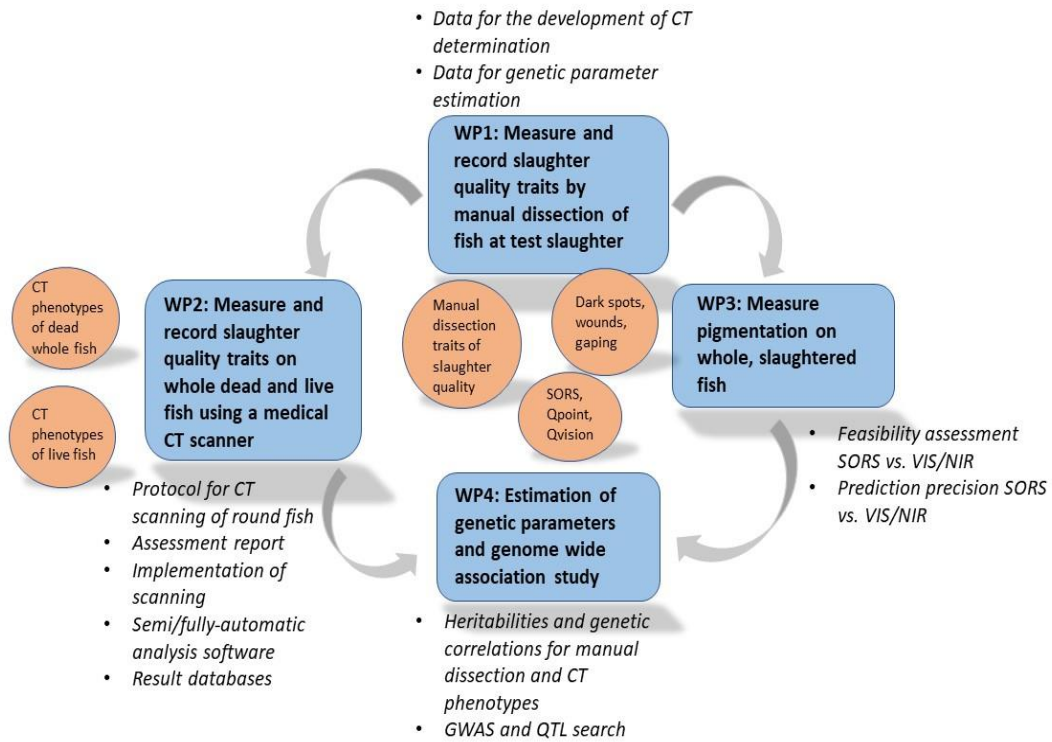 • Data for the development of CT
determination
• Data for genetic parameter
estimation
WP1: Measure and
record slaughter
quality traits by
manual dissection of
fish at test slaughter
CT
phenotypes
of dead
whole fish
CT
phenotypes
of live fish
WP2: Measure and
record slaughter
quality traits on
whole dead and live
fish using a medical
CT scanner
Manual
dissection
traits of
slaughter
quality
Dark spots,
wounds,
gaping
SORS,
Qpoint,
Qvision
WP3: Measure
pigmentation on
whole, slaughtered
fish
• Feasibility assessment
SORS vs. VIS/NIR
• Prediction precision SORS
vs. VIS/NIR
• Protocol for CT
scanning of round fish
• Assessment report
• Implementation of
scanning
• Semi/fully-automatic
analysis software
• Result databases
WP4: Estimation of
genetic parameters
and genome wide
association study
• Heritabilities and genetic
correlations for manual
dissection and CT
phenotypes
• GWAS and QTL search